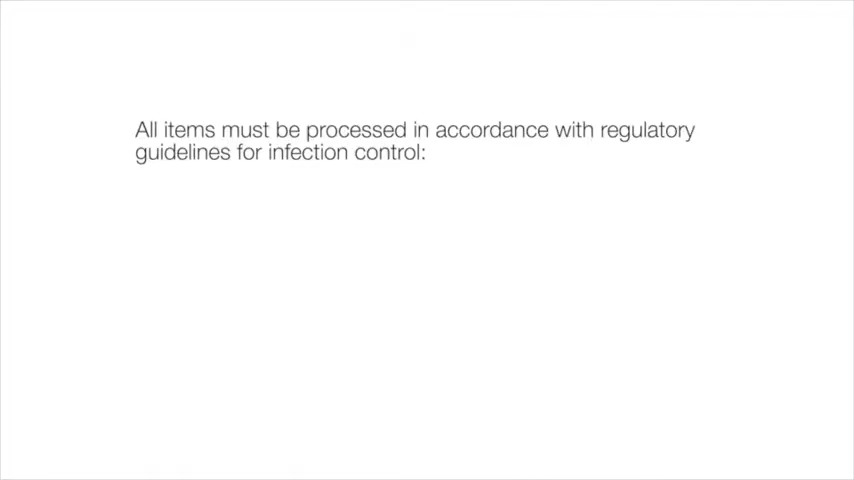 All items must be processed in accordance with regulatory
guidelines for infection control: